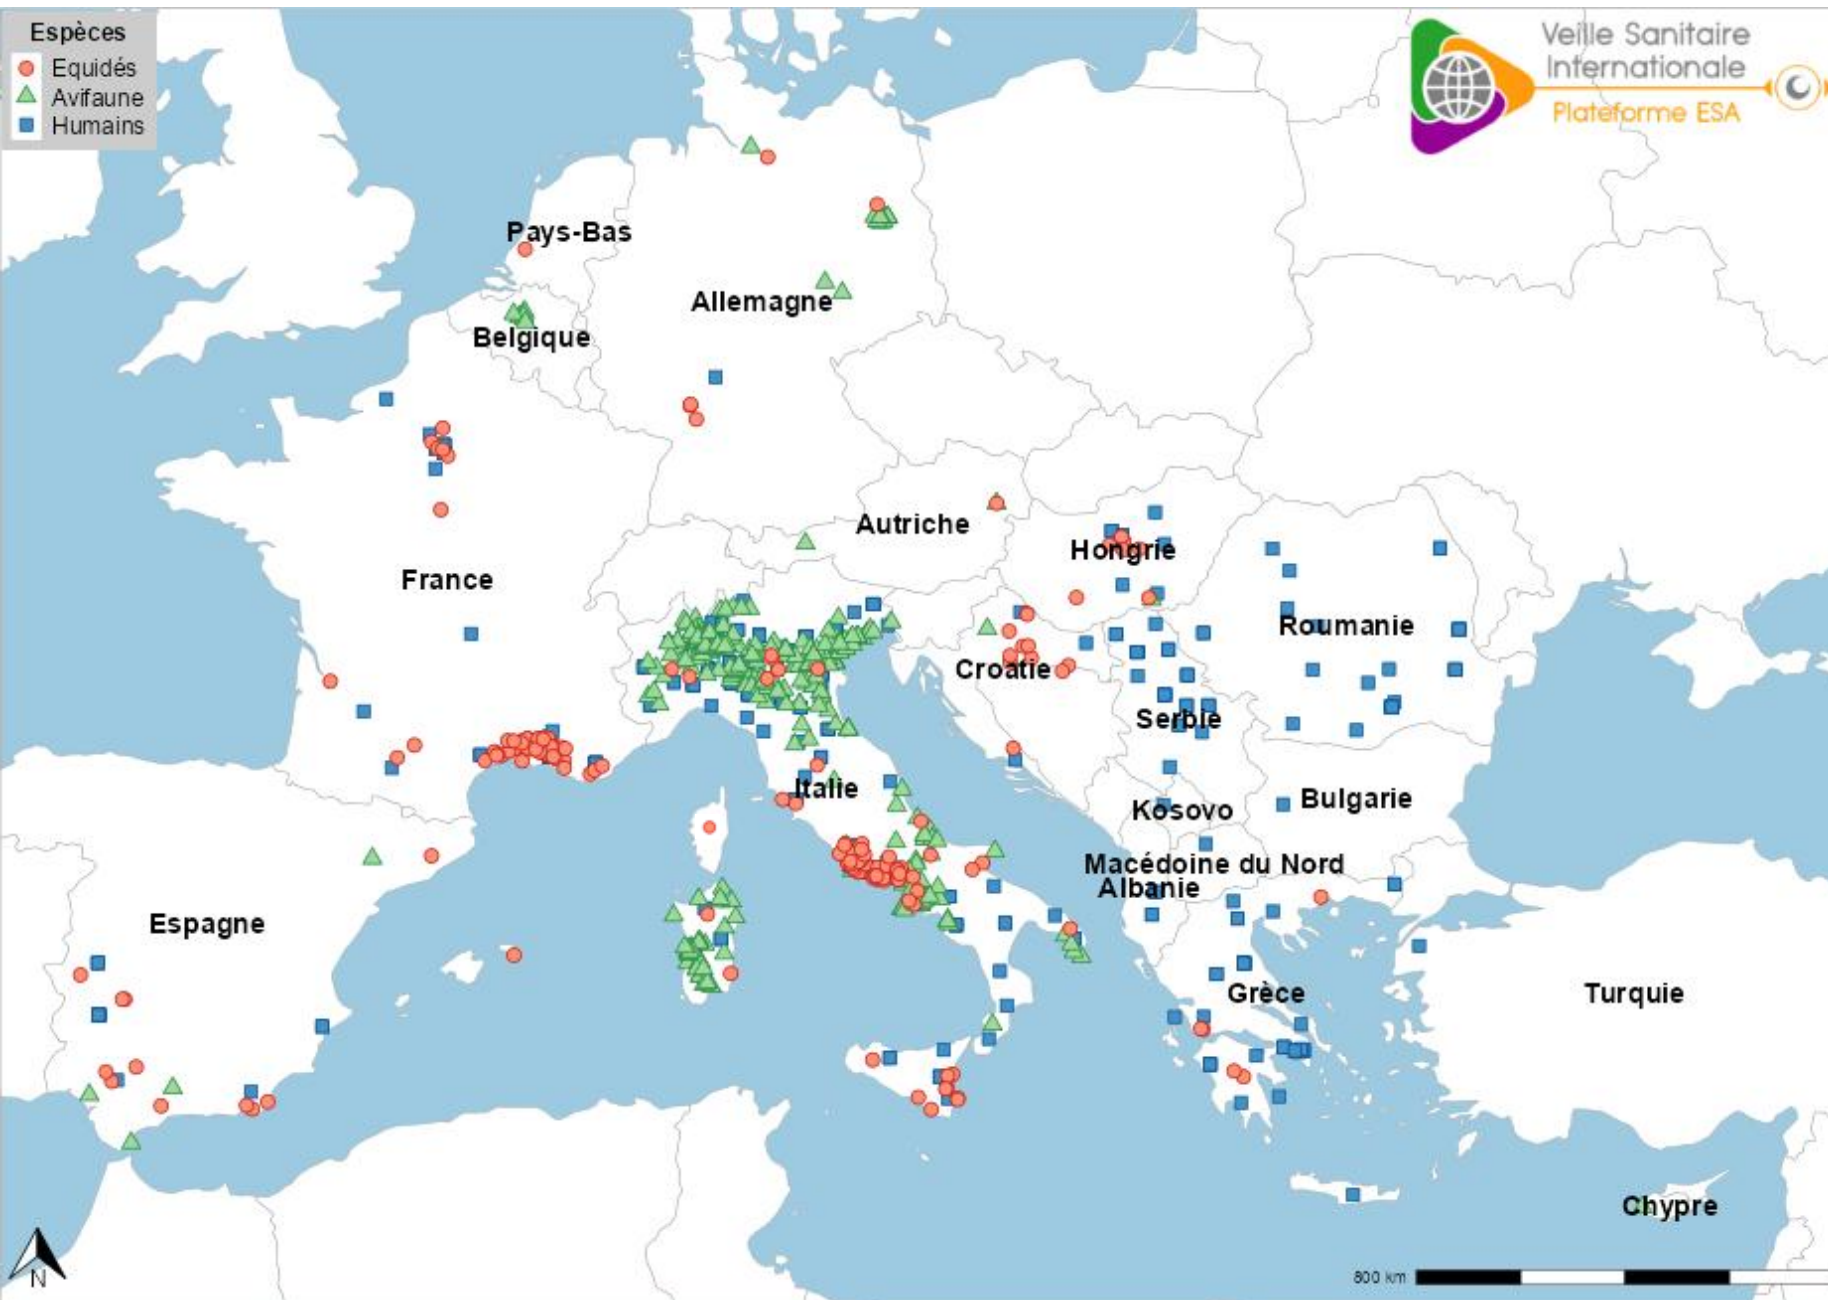 Espèces
Equidés
Avifaune
Humains
Veille Sanitaire
Internationale
Plateforme ESA
Pays-Bas
Allemagne
Belgique
Autriche
Hongrie
France
Roumanie
Croatie
Serbie
Italie
Kosovo
Bulgarie
Macédoine du Nord
Albanie
Espagne
Grèce
Turquie
Chypre
N
800 km